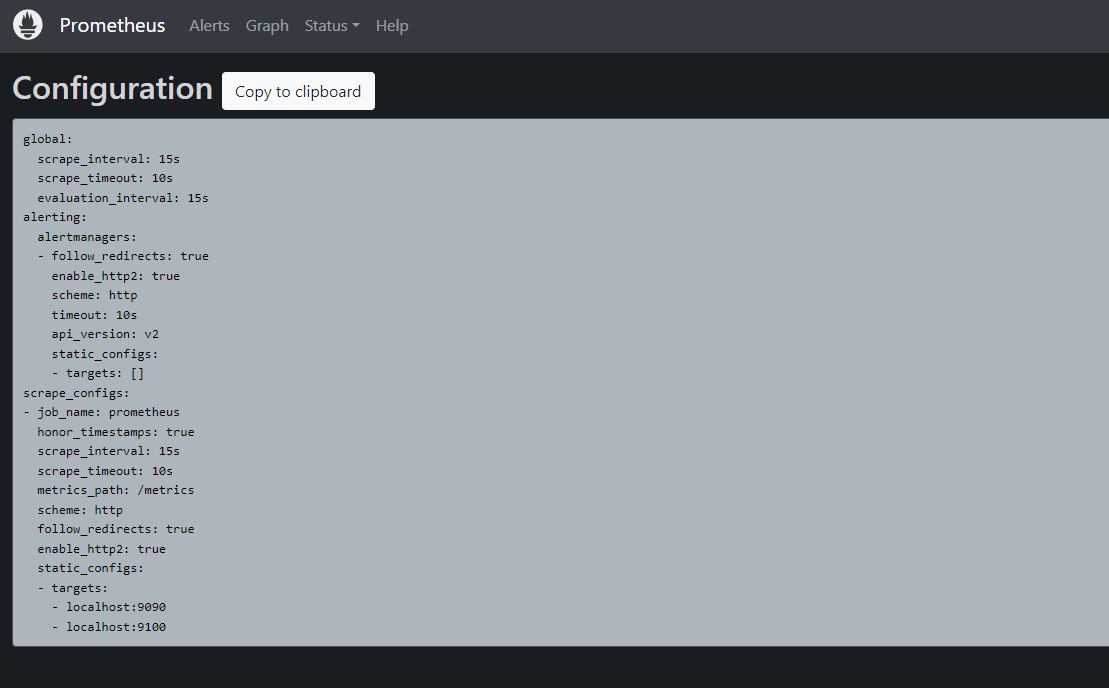 Prometheus Alerts Graph Status Help
Configuration Copy to clipboard
global:
  scrape_interval: 15s
  scrape_timeout: 10s
  evaluation_interval: 15s
alerting:
  alertmanagers:
  - follow_redirects: true
    enable_http2: true
    scheme: http
    timeout: 10s
    api_version: v2
    static_configs:
    - targets: []
scrape_configs:
- job_name: prometheus
  honor_timestamps: true
  scrape_interval: 15s
  scrape_timeout: 10s
  metrics_path: /metrics
  scheme: http
  follow_redirects: true
  enable_http2: true
  static_configs:
  - targets:
    - localhost:9090
    - localhost:9100